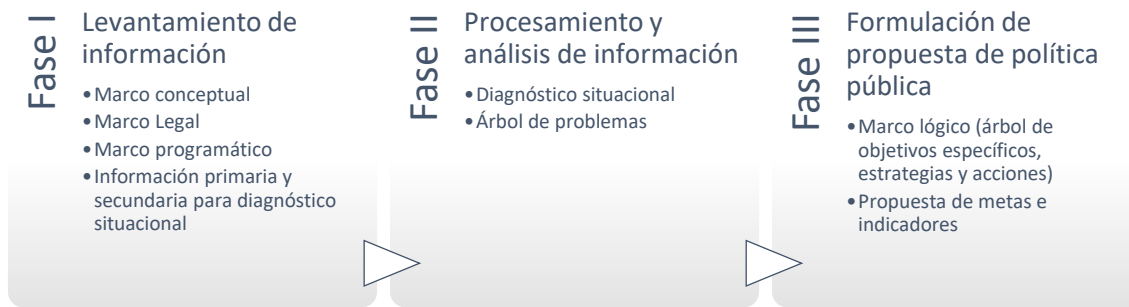 Fase I
Levantamiento de
información
•Marco conceptual
•Marco Legal
•Marco programático
•Información primaria y
secundaria para diagnóstico
situacional
Fase II
Procesamiento y
análisis de información
•Diagnóstico situacional
•Árbol de problemas
Fase III
Formulación de
propuesta de política
pública
•Marco lógico (árbol de
objetivos específicos,
estrategias y acciones)
•Propuesta de metas e
indicadores